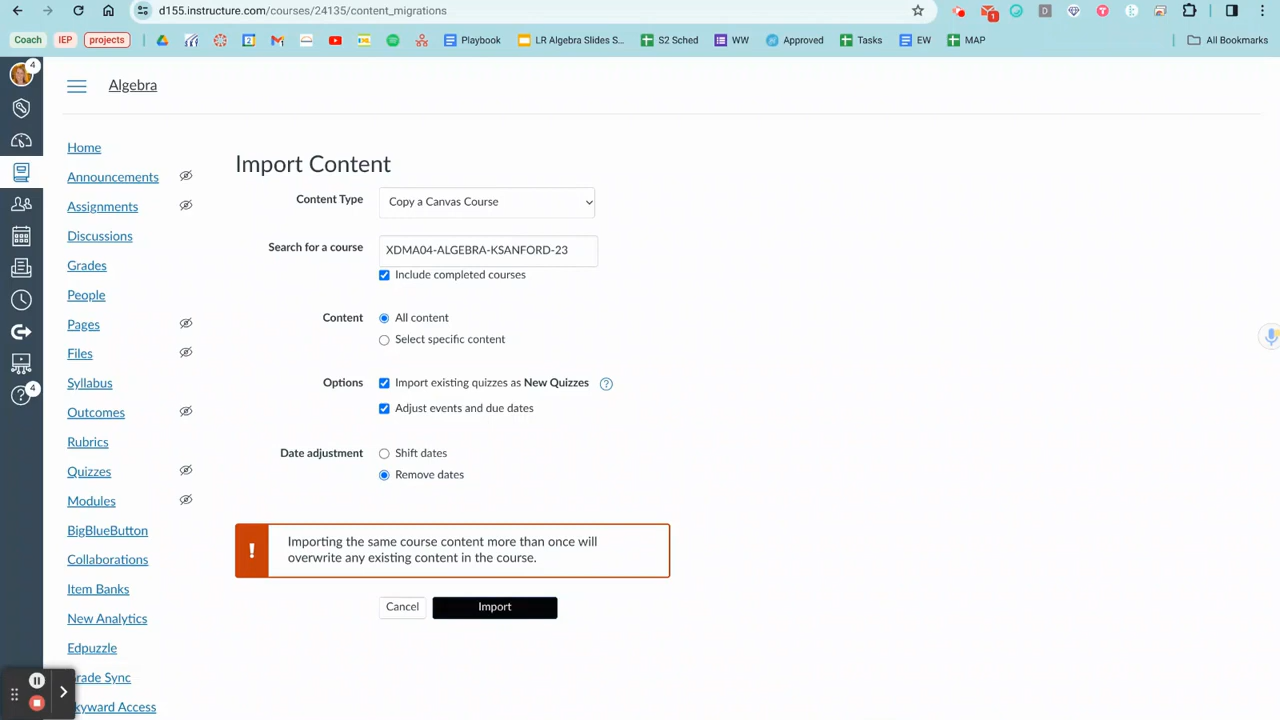 d155.instructure.com/courses/24135/content_migrations
1
D
T
Coach
IEP
projects
Playbook
LR Algebra Slides S...
S2 Sched
WW
Approved
Tasks
EW
MAP
All Bookmarks
4
Algebra
Home
Announcements
Assignments
Discussions
Grades
People
Pages
Files
Syllabus
Outcomes
Rubrics
Quizzes
Modules
BigBlueButton
Collaborations
Item Banks
New Analytics
Edpuzzle
rade Sync
kyward Access
4
Import Content
Content Type
Copy a Canvas Course
Search for a course
XDMA04-ALGEBRA-KSANFORD-23
Include completed courses
Content
All content
Select specific content
Options
Import existing quizzes as New Quizzes
Adjust events and due dates
Date adjustment
Shift dates
Remove dates
!
Importing the same course content more than once will
overwrite any existing content in the course.
Cancel
Import